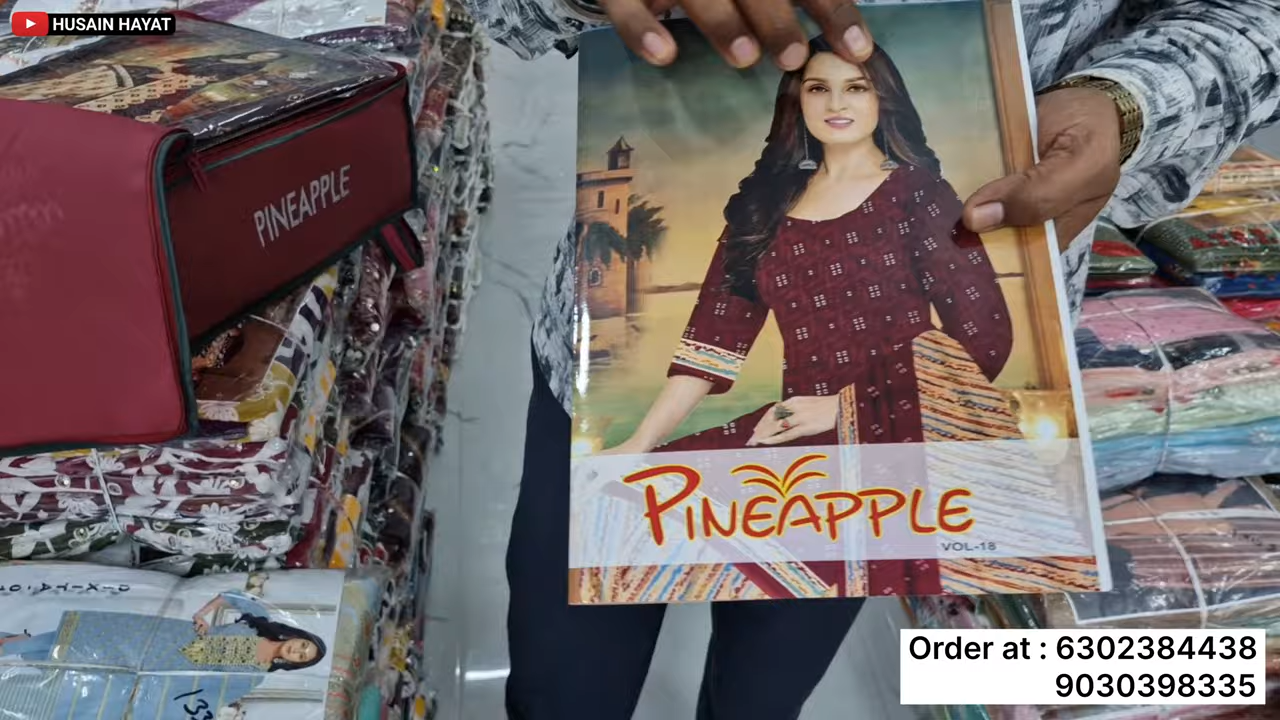 HUSAIN HAYAT
PINEAPPLE
PINEAPPLE
VOL-18
Order at : 6302384438
9030398335